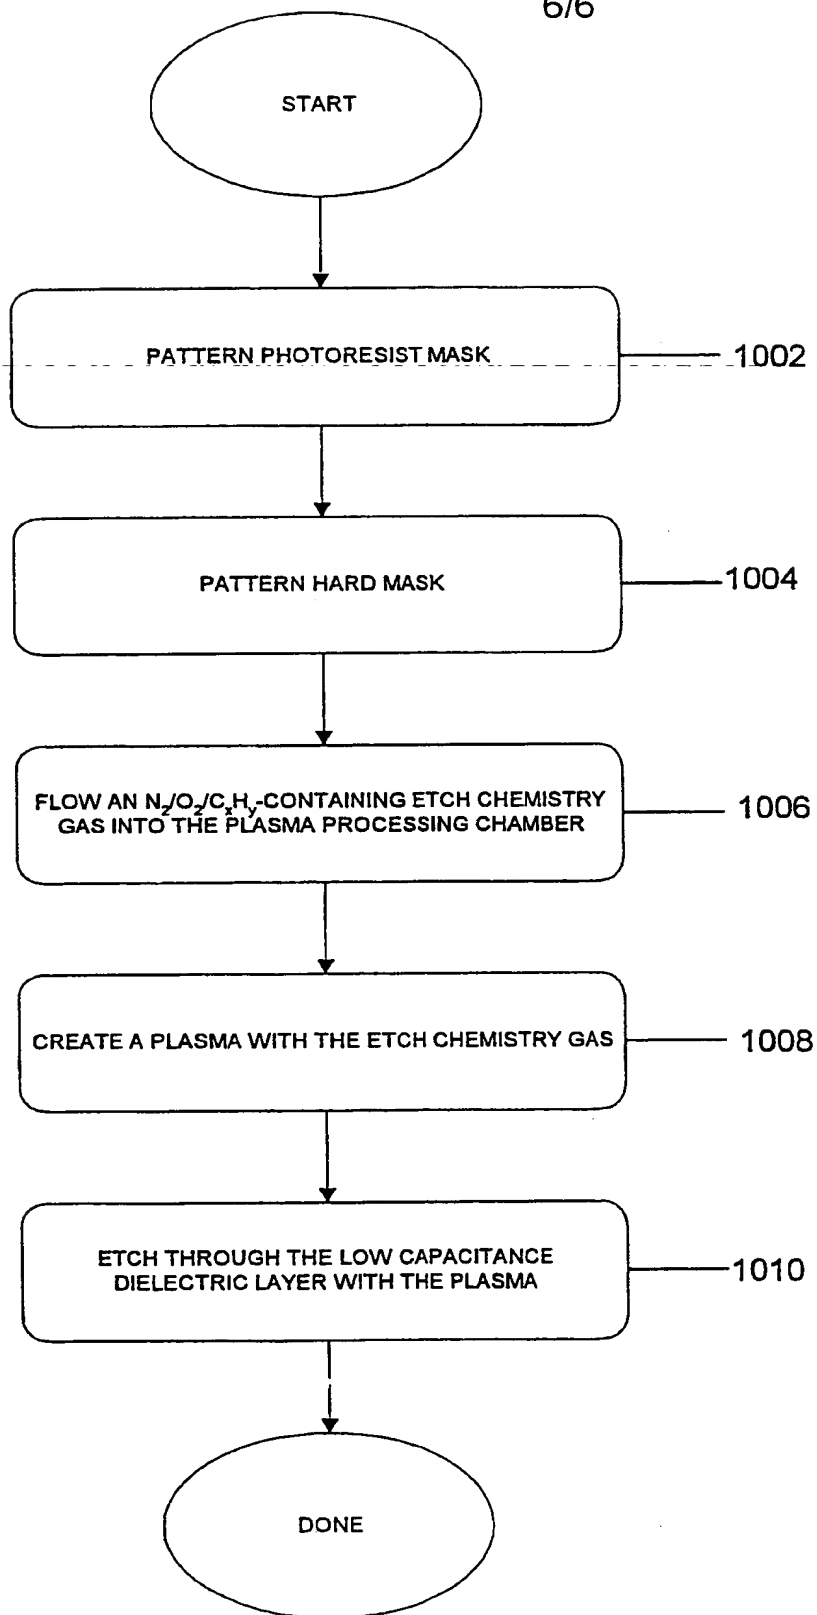 6/6
START
PATTERN PHOTORESIST MASK
1002
PATTERN HARD MASK
1004
FLOW AN N₂/O₂/CₓHᵧ-CONTAINING ETCH CHEMISTRY
GAS INTO THE PLASMA PROCESSING CHAMBER
1006
CREATE A PLASMA WITH THE ETCH CHEMISTRY GAS
1008
ETCH THROUGH THE LOW CAPACITANCE
DIELECTRIC LAYER WITH THE PLASMA
1010
DONE